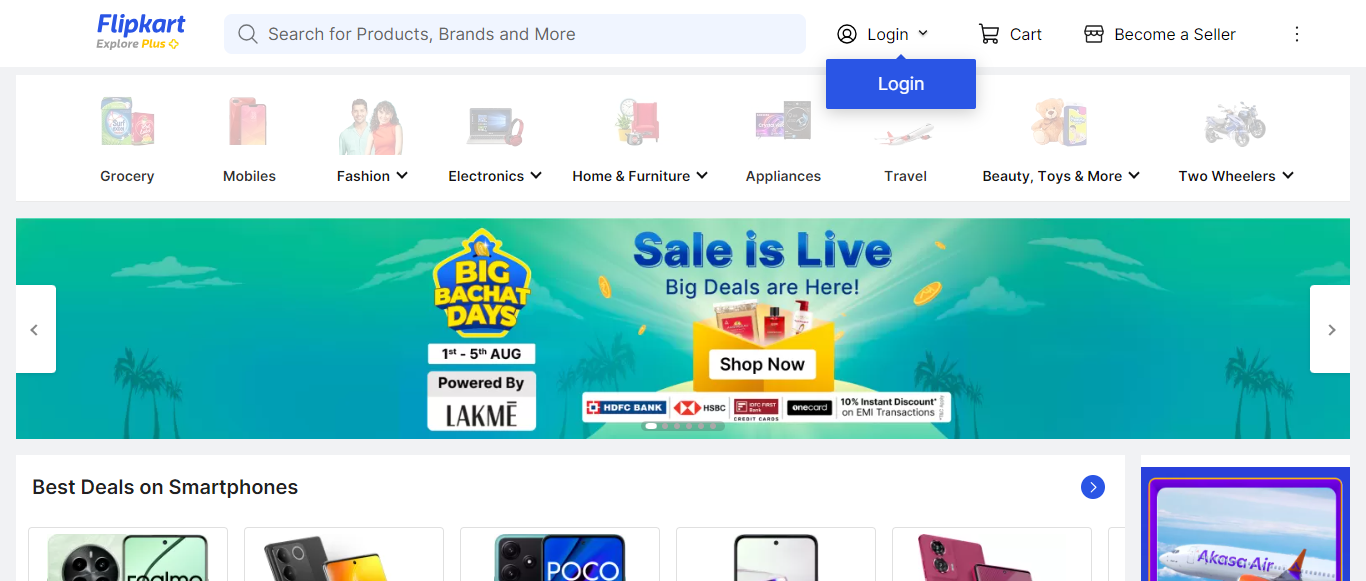 Flipkart
Explore Plus
Search for Products, Brands and More
Login
Cart
Become a Seller
Login
Surf excel
Grocery
Mobiles
Fashion
Electronics
Home & Furniture
Appliances
Travel
Beauty, Toys & More
Two Wheelers
BIG
BACHAT
DAYS
1st - 5th AUG
Powered By
LAKMĒ
Sale is Live
Big Deals are Here!
Shop Now
HDFC BANK
HSBC
IDFC FIRST
Bank
CREDIT CARDS
onecard
10% Instant Discount*
on EMI Transactions
Best Deals on Smartphones
realme
POCO
Akasa Air